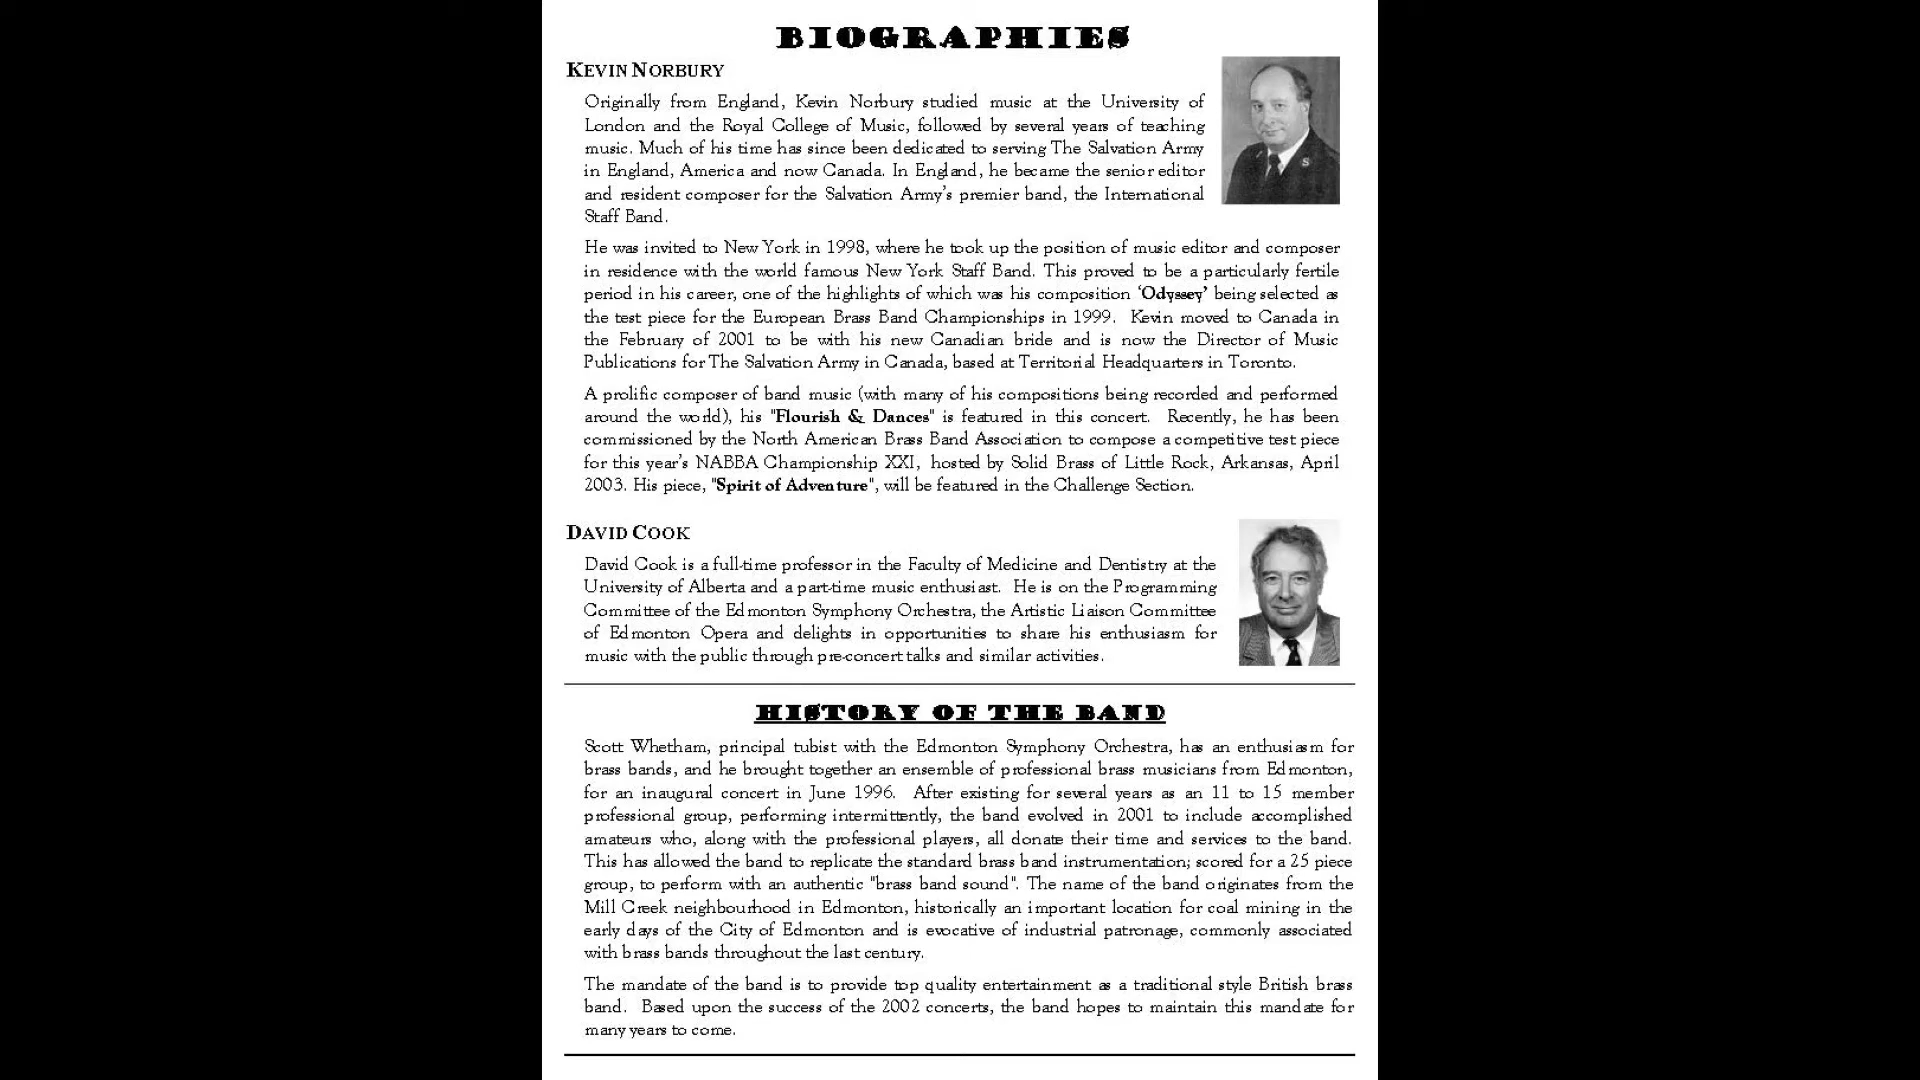 BIOGRAPHIES
KEVIN NORBURY
Originally from England, Kevin Norbury studied music at the University of
London and the Royal College of Music, followed by several years of teaching
music. Much of his time has since been dedicated to serving The Salvation Army
in England, America and now Canada. In England, he became the senior editor
and resident composer for the Salvation Army's premier band, the International
Staff Band.
He was invited to New York in 1998, where he took up the position of music editor and composer
in residence with the world famous New York Staff Band. This proved to be a particularly fertile
period in his career, one of the highlights of which was his composition 'Odyssey' being selected as
the test piece for the European Brass Band Championships in 1999. Kevin moved to Canada in
the February of 2001 to be with his new Canadian bride and is now the Director of Music
Publications for The Salvation Army in Canada, based at Territorial Headquarters in Toronto.
A prolific composer of band music (with many of his compositions being recorded and performed
around the world), his "Flourish & Dances" is featured in this concert. Recently, he has been
commissioned by the North American Brass Band Association to compose a competitive test piece
for this year's NABBA Championship XXI, hosted by Solid Brass of Little Rock, Arkansas, April
2003. His piece, "Spirit of Adventure", will be featured in the Challenge Section.
DAVID COOK
David Cook is a full-time professor in the Faculty of Medicine and Dentistry at the
University of Alberta and a part-time music enthusiast. He is on the Programming
Committee of the Edmonton Symphony Orchestra, the Artistic Liaison Committee
of Edmonton Opera and delights in opportunities to share his enthusiasm for
music with the public through pre-concert talks and similar activities.
HISTORY OF THE BAND
Scott Whetham, principal tubist with the Edmonton Symphony Orchestra, has an enthusiasm for
brass bands, and he brought together an ensemble of professional brass musicians from Edmonton,
for an inaugural concert in June 1996. After existing for several years as an 11 to 15 member
professional group, performing intermittently, the band evolved in 2001 to include accomplished
amateurs who, along with the professional players, all donate their time and services to the band.
This has allowed the band to replicate the standard brass band instrumentation; scored for a 25 piece
group, to perform with an authentic "brass band sound". The name of the band originates from the
Mill Creek neighbourhood in Edmonton, historically an important location for coal mining in the
early days of the City of Edmonton and is evocative of industrial patronage, commonly associated
with brass bands throughout the last century.
The mandate of the band is to provide top quality entertainment as a traditional style British brass
band. Based upon the success of the 2002 concerts, the band hopes to maintain this mandate for
many years to come.